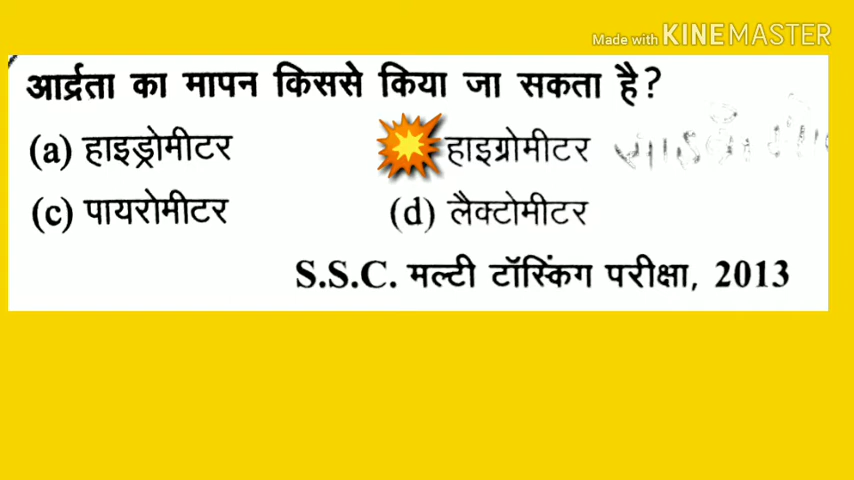 Made with KINEMASTER
आर्द्रता का मापन किससे किया जा सकता है?
(a) हाइड्रोमीटर हाइग्रोमीटर
(c) पायरोमीटर (d) लैक्टोमीटर
S.S.C. मल्टी टॉस्किंग परीक्षा, 2013